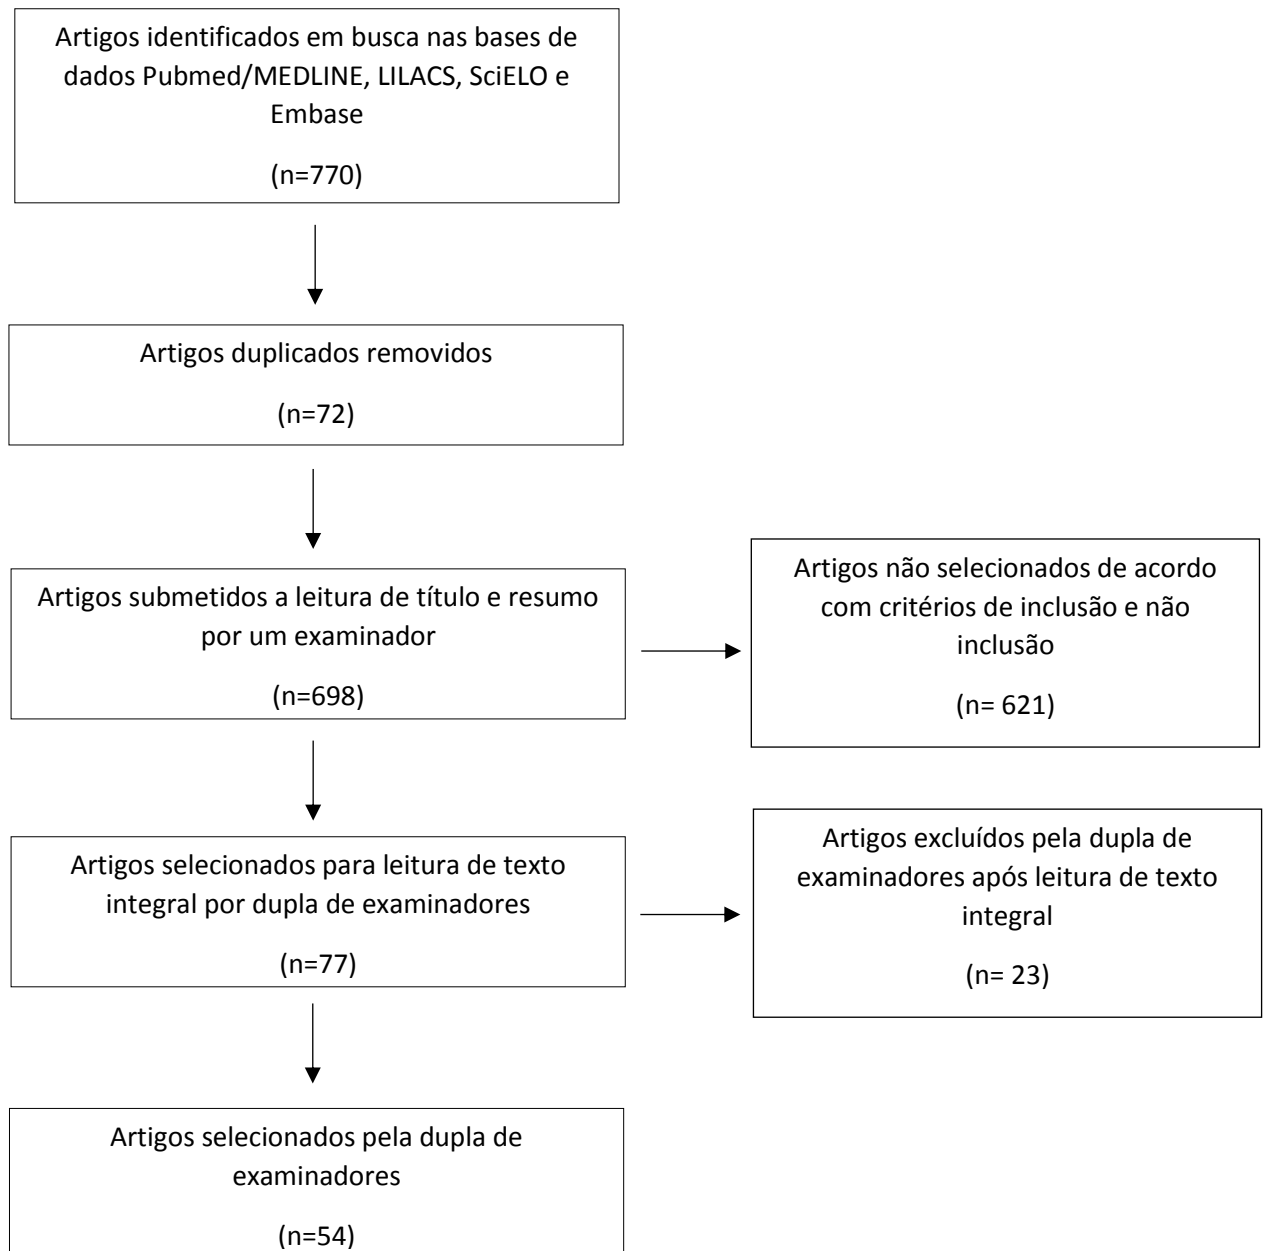 Artigos identificados em busca nas bases de
dados Pubmed/MEDLINE, LILACS, SciELO e
Embase
(n=770)
Artigos duplicados removidos
(n=72)
Artigos submetidos a leitura de título e resumo
por um examinador
(n=698)
Artigos não selecionados de acordo
com critérios de inclusão e não
inclusão
(n= 621)
Artigos selecionados para leitura de texto
integral por dupla de examinadores
(n=77)
Artigos excluídos pela dupla de
examinadores após leitura de texto
integral
(n= 23)
Artigos selecionados pela dupla de
examinadores
(n=54)